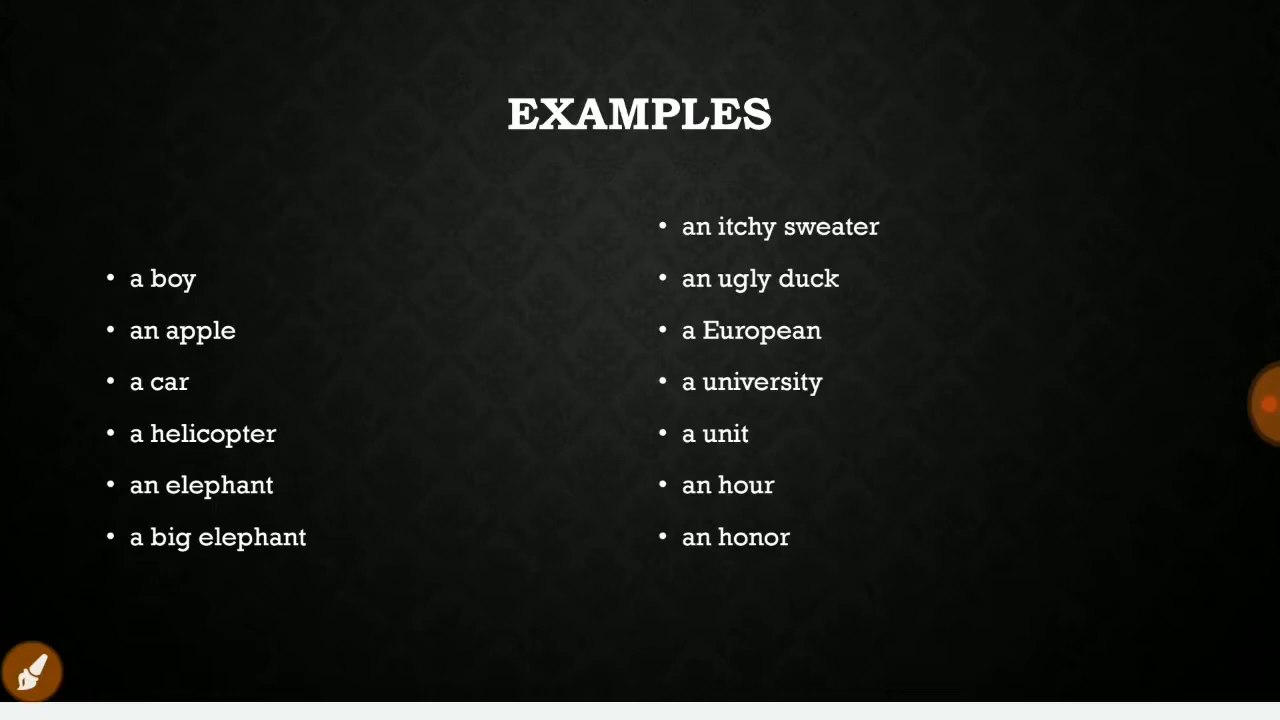 EXAMPLES
• a boy
• an apple
• a car
• a helicopter
• an elephant
• a big elephant
• an itchy sweater
• an ugly duck
• a European
• a university
• a unit
• an hour
• an honor